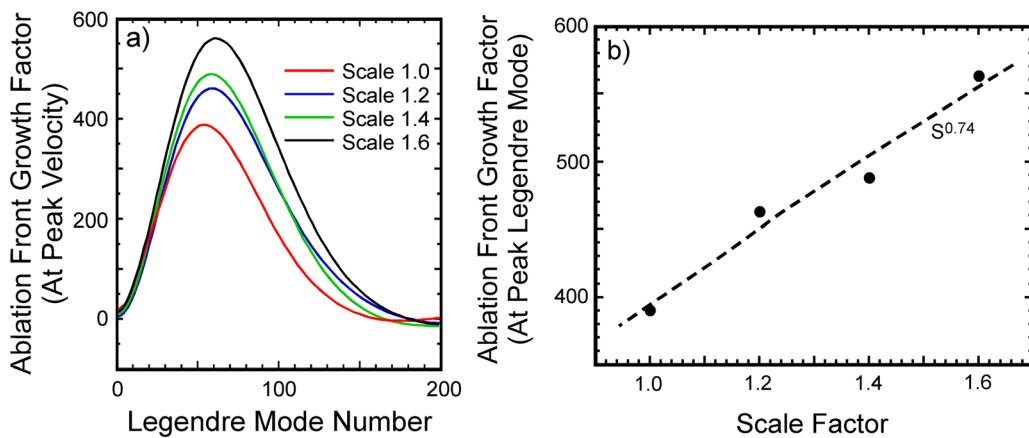 a)
Ablation Front Growth Factor
(At Peak Velocity)
600
400
200
0
Scale 1.0
Scale 1.2
Scale 1.4
Scale 1.6
0
100
200
Legendre Mode Number
b)
Ablation Front Growth Factor
(At Peak Legendre Mode)
600
500
400
S^0.74
1.0
1.2
1.4
1.6
Scale Factor